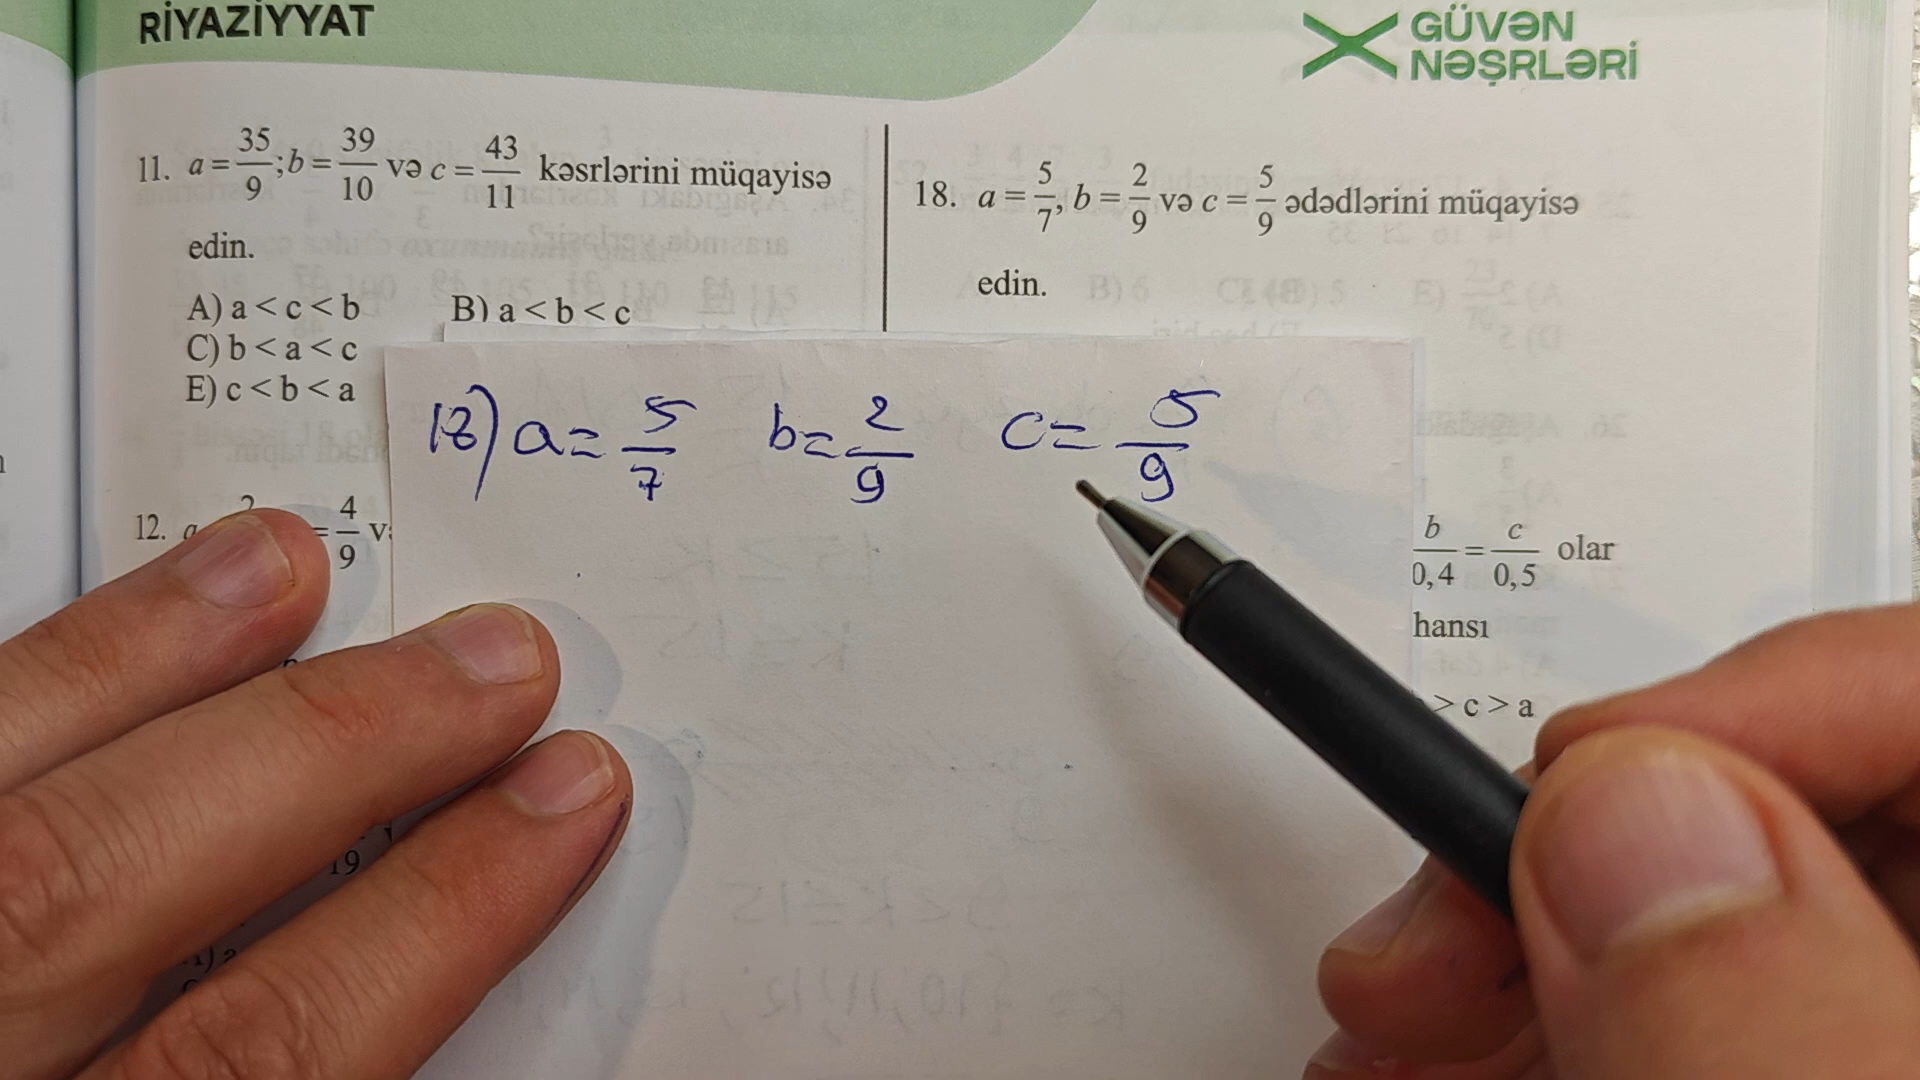 RİYAZİYYAT
GÜVƏN
NƏŞRLƏRİ
11. a = 35/9 ; b = 39/10 və c = 43/11 kəsrlərini müqayisə
edin.
A) a < c < b B) a < b < c
C) b < a < c
E) c < b < a
12. a = 4/9
19
18. a = 5/7, b = 2/9 və c = 5/9 ədədlərini müqayisə
edin.
b/0,4 = c/0,5 olar
hansı
> c > a
18) a = 5/7 b = 2/9 c = 5/9